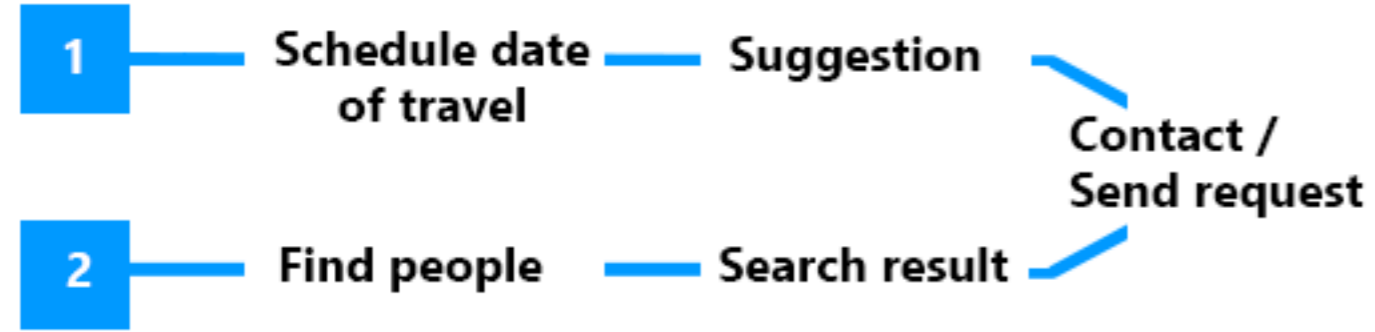 1
Schedule date
of travel
Suggestion
Contact /
Send request
2
Find people
Search result